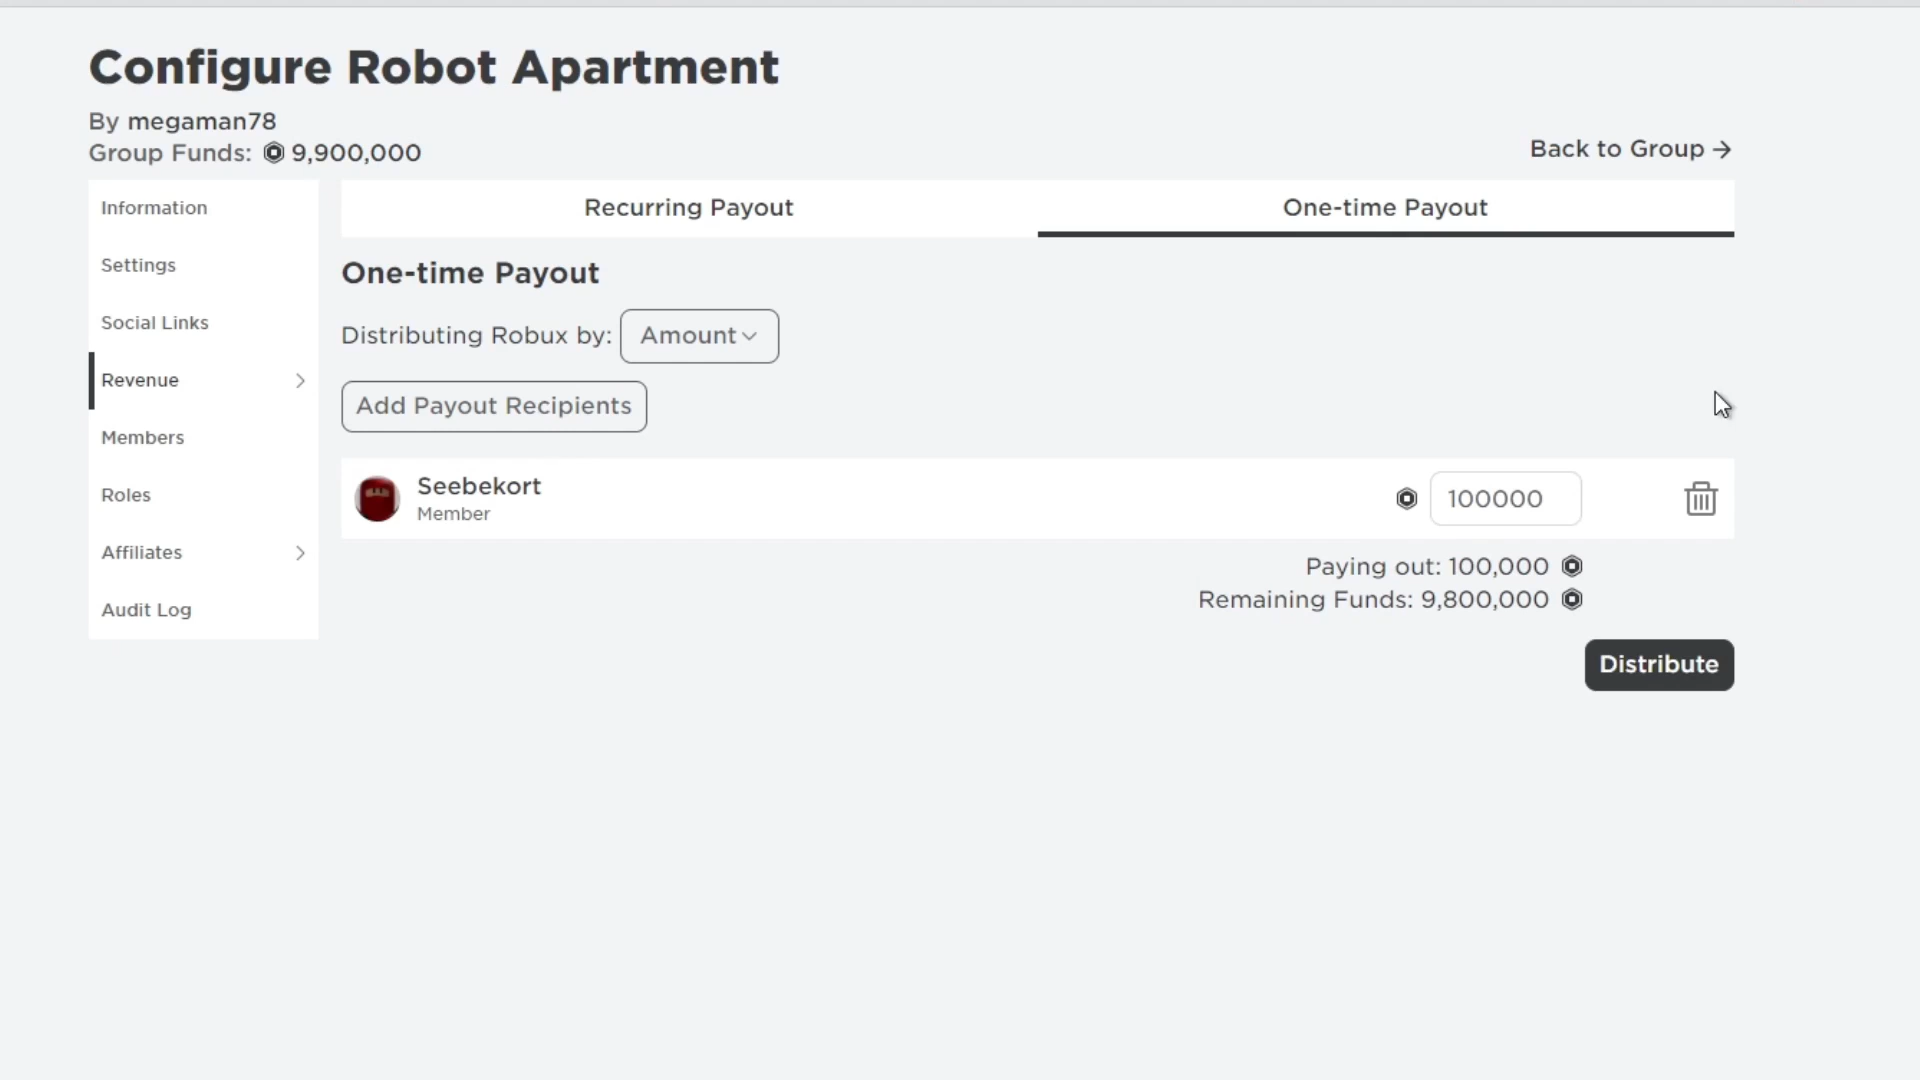 Configure Robot Apartment
By megaman78
Group Funds: 9,900,000
Back to Group →
Information
Settings
Social Links
Revenue
Members
Roles
Affiliates
Audit Log
Recurring Payout
One-time Payout
One-time Payout
Distributing Robux by: Amount
Add Payout Recipients
Seebekort
Member
100000
Paying out: 100,000
Remaining Funds: 9,800,000
Distribute